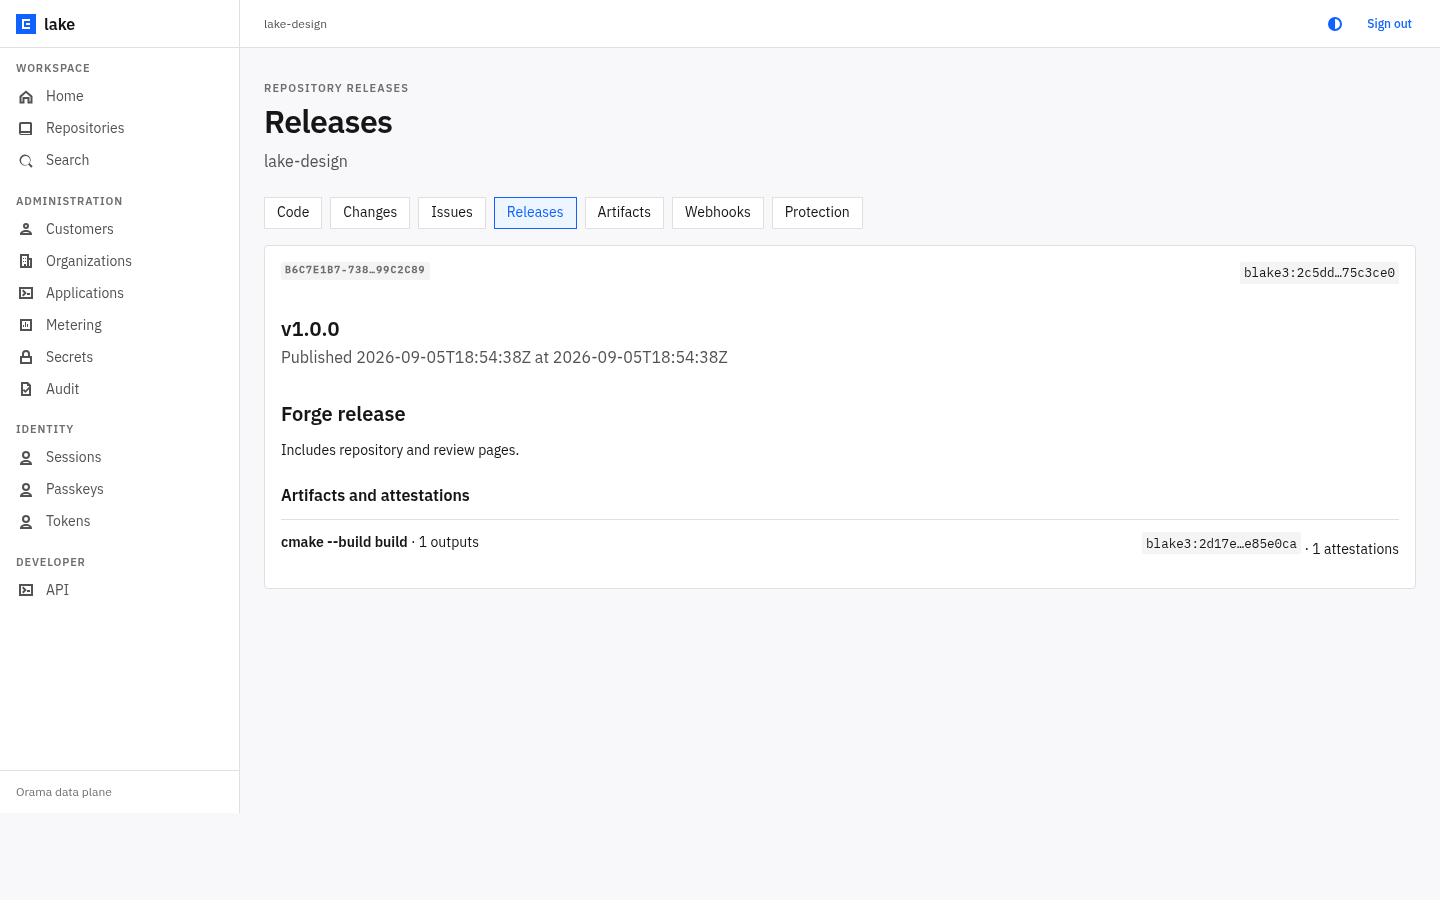 lake
lake-design
Sign out
WORKSPACE
Home
Repositories
Search
ADMINISTRATION
Customers
Organizations
Applications
Metering
Secrets
Audit
IDENTITY
Sessions
Passkeys
Tokens
DEVELOPER
API
Orama data plane
REPOSITORY RELEASES
Releases
lake-design
Code
Changes
Issues
Releases
Artifacts
Webhooks
Protection
B6C7E1B7-738…99C2C89
blake3:2c5dd…75c3ce0
v1.0.0
Published 2026-09-05T18:54:38Z at 2026-09-05T18:54:38Z
Forge release
Includes repository and review pages.
Artifacts and attestations
cmake --build build · 1 outputs
blake3:2d17e…e85e0ca · 1 attestations